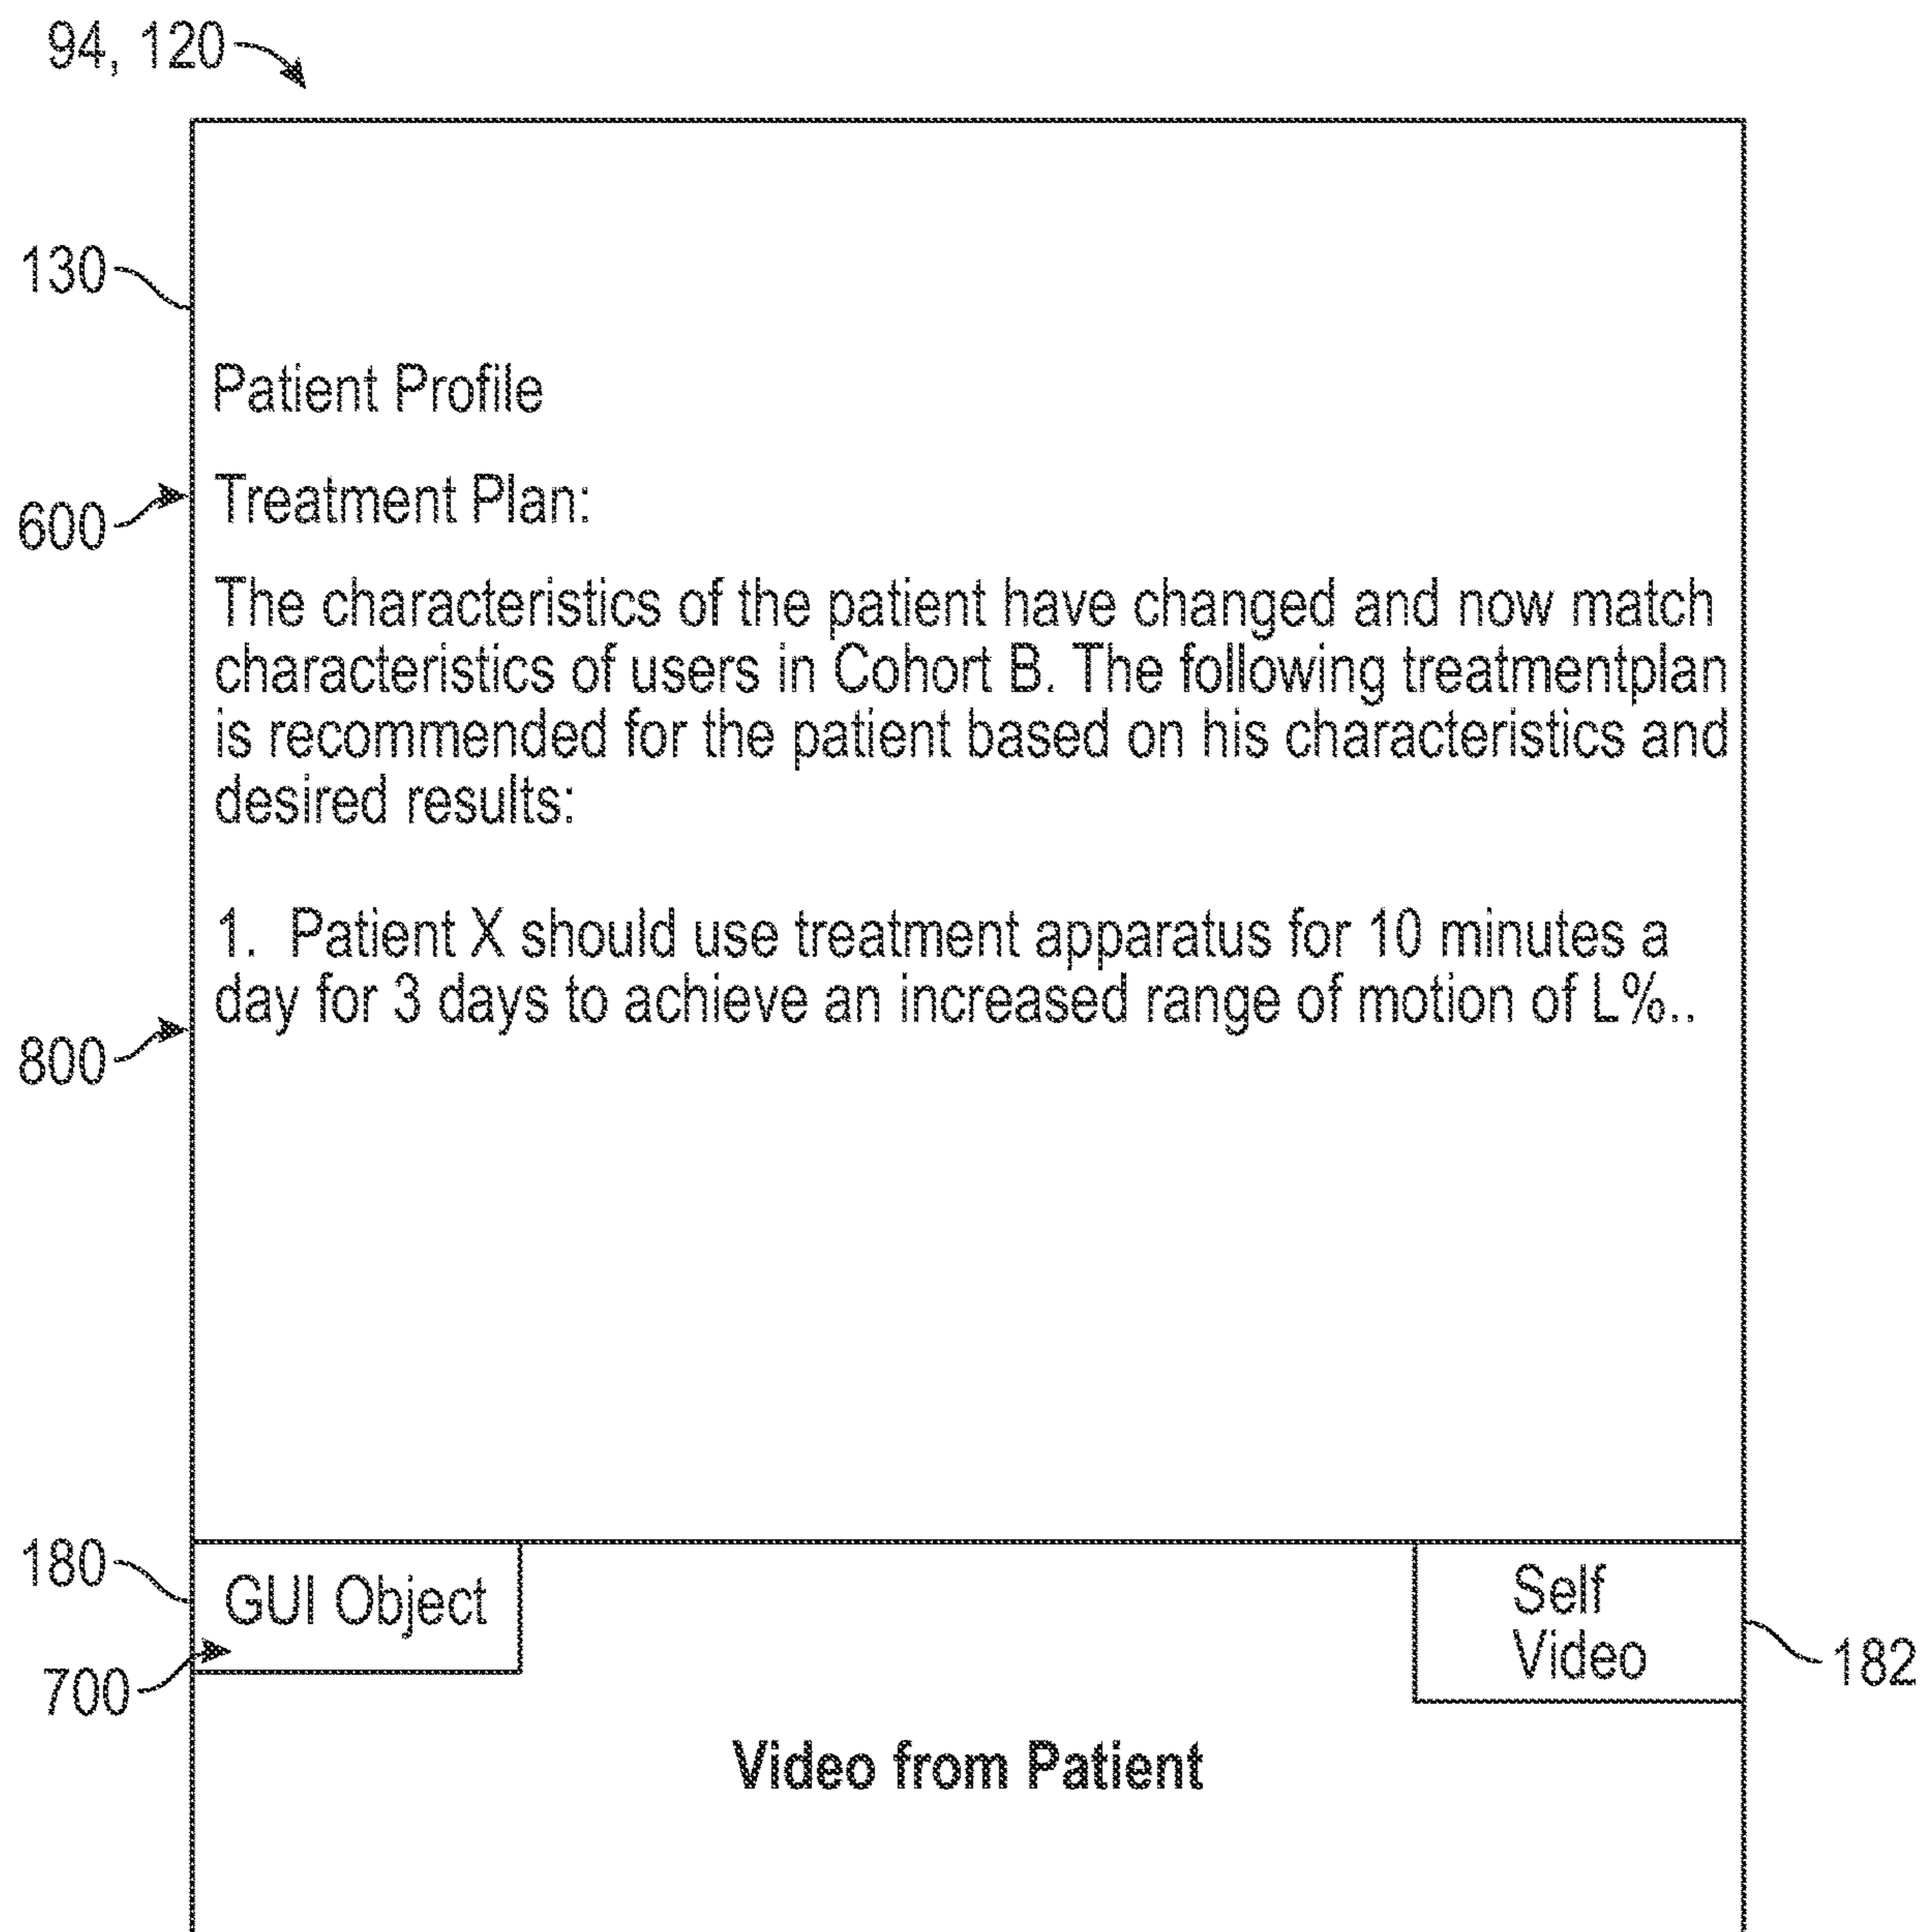 94, 120
130
Patient Profile
600
Treatment Plan:
The characteristics of the patient have changed and now match
characteristics of users in Cohort B. The following treatmentplan
is recommended for the patient based on his characteristics and
desired results:
1. Patient X should use treatment apparatus for 10 minutes a
day for 3 days to achieve an increased range of motion of L%..
800
180
GUI Object
Self
Video
182
700
Video from Patient